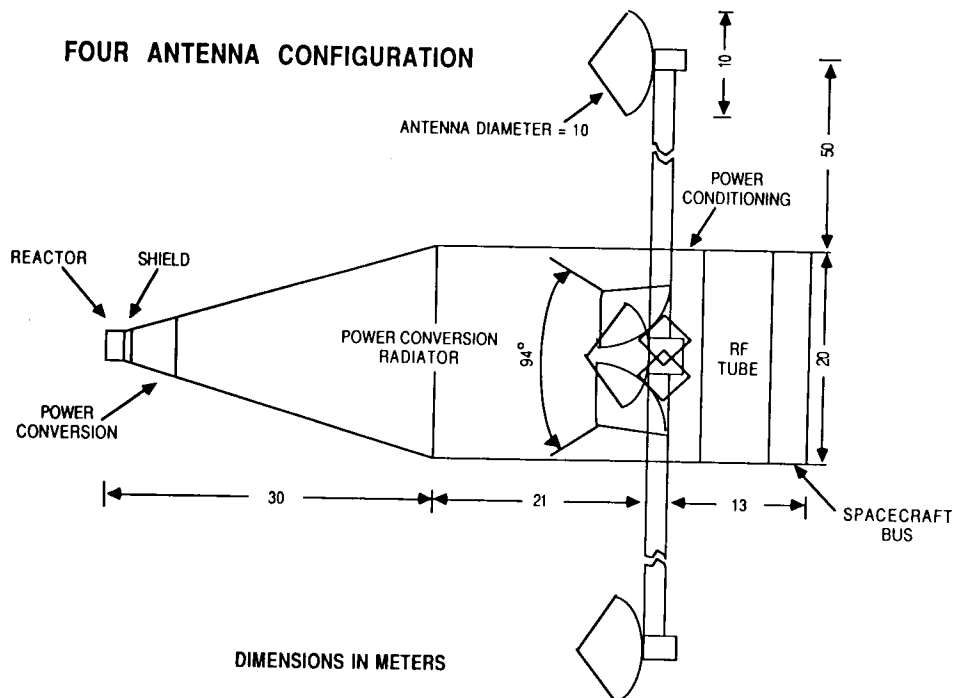 FOUR ANTENNA CONFIGURATION
10
ANTENNA DIAMETER = 10
50
POWER
CONDITIONING
REACTOR
SHIELD
POWER CONVERSION
RADIATOR
94°
RF
TUBE
20
POWER
CONVERSION
30
21
13
SPACECRAFT
BUS
DIMENSIONS IN METERS